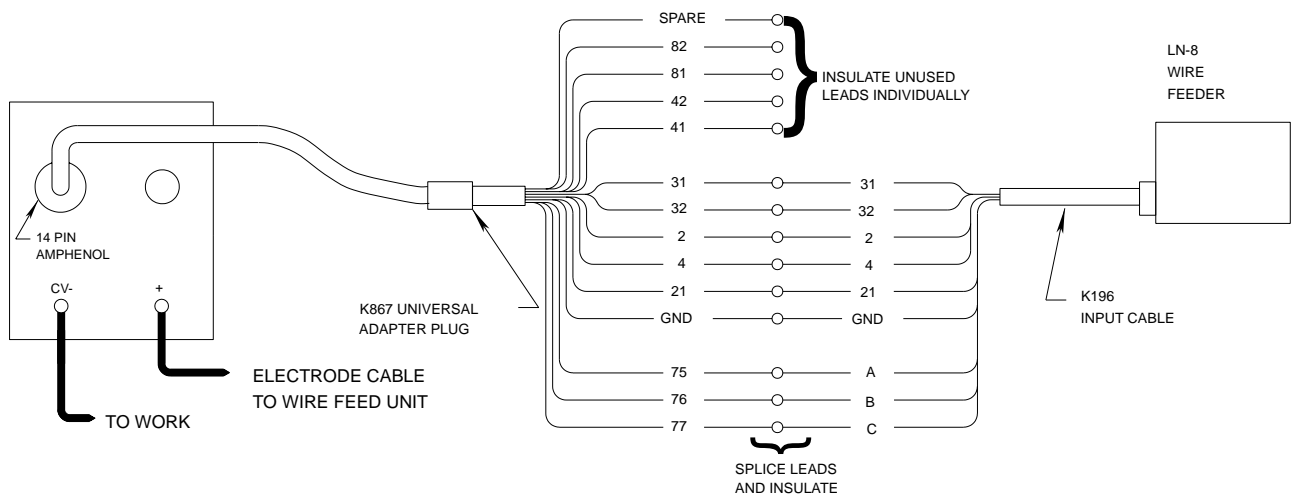 SPARE
82
81
42
41
INSULATE UNUSED
LEADS INDIVIDUALLY
LN-8
WIRE
FEEDER
31 31
32 32
2 2
4 4
21 21
GND GND
75 A
76 B
77 C
14 PIN
AMPHENOL
CV- +
K867 UNIVERSAL
ADAPTER PLUG
K196
INPUT CABLE
ELECTRODE CABLE
TO WIRE FEED UNIT
TO WORK
SPLICE LEADS
AND INSULATE